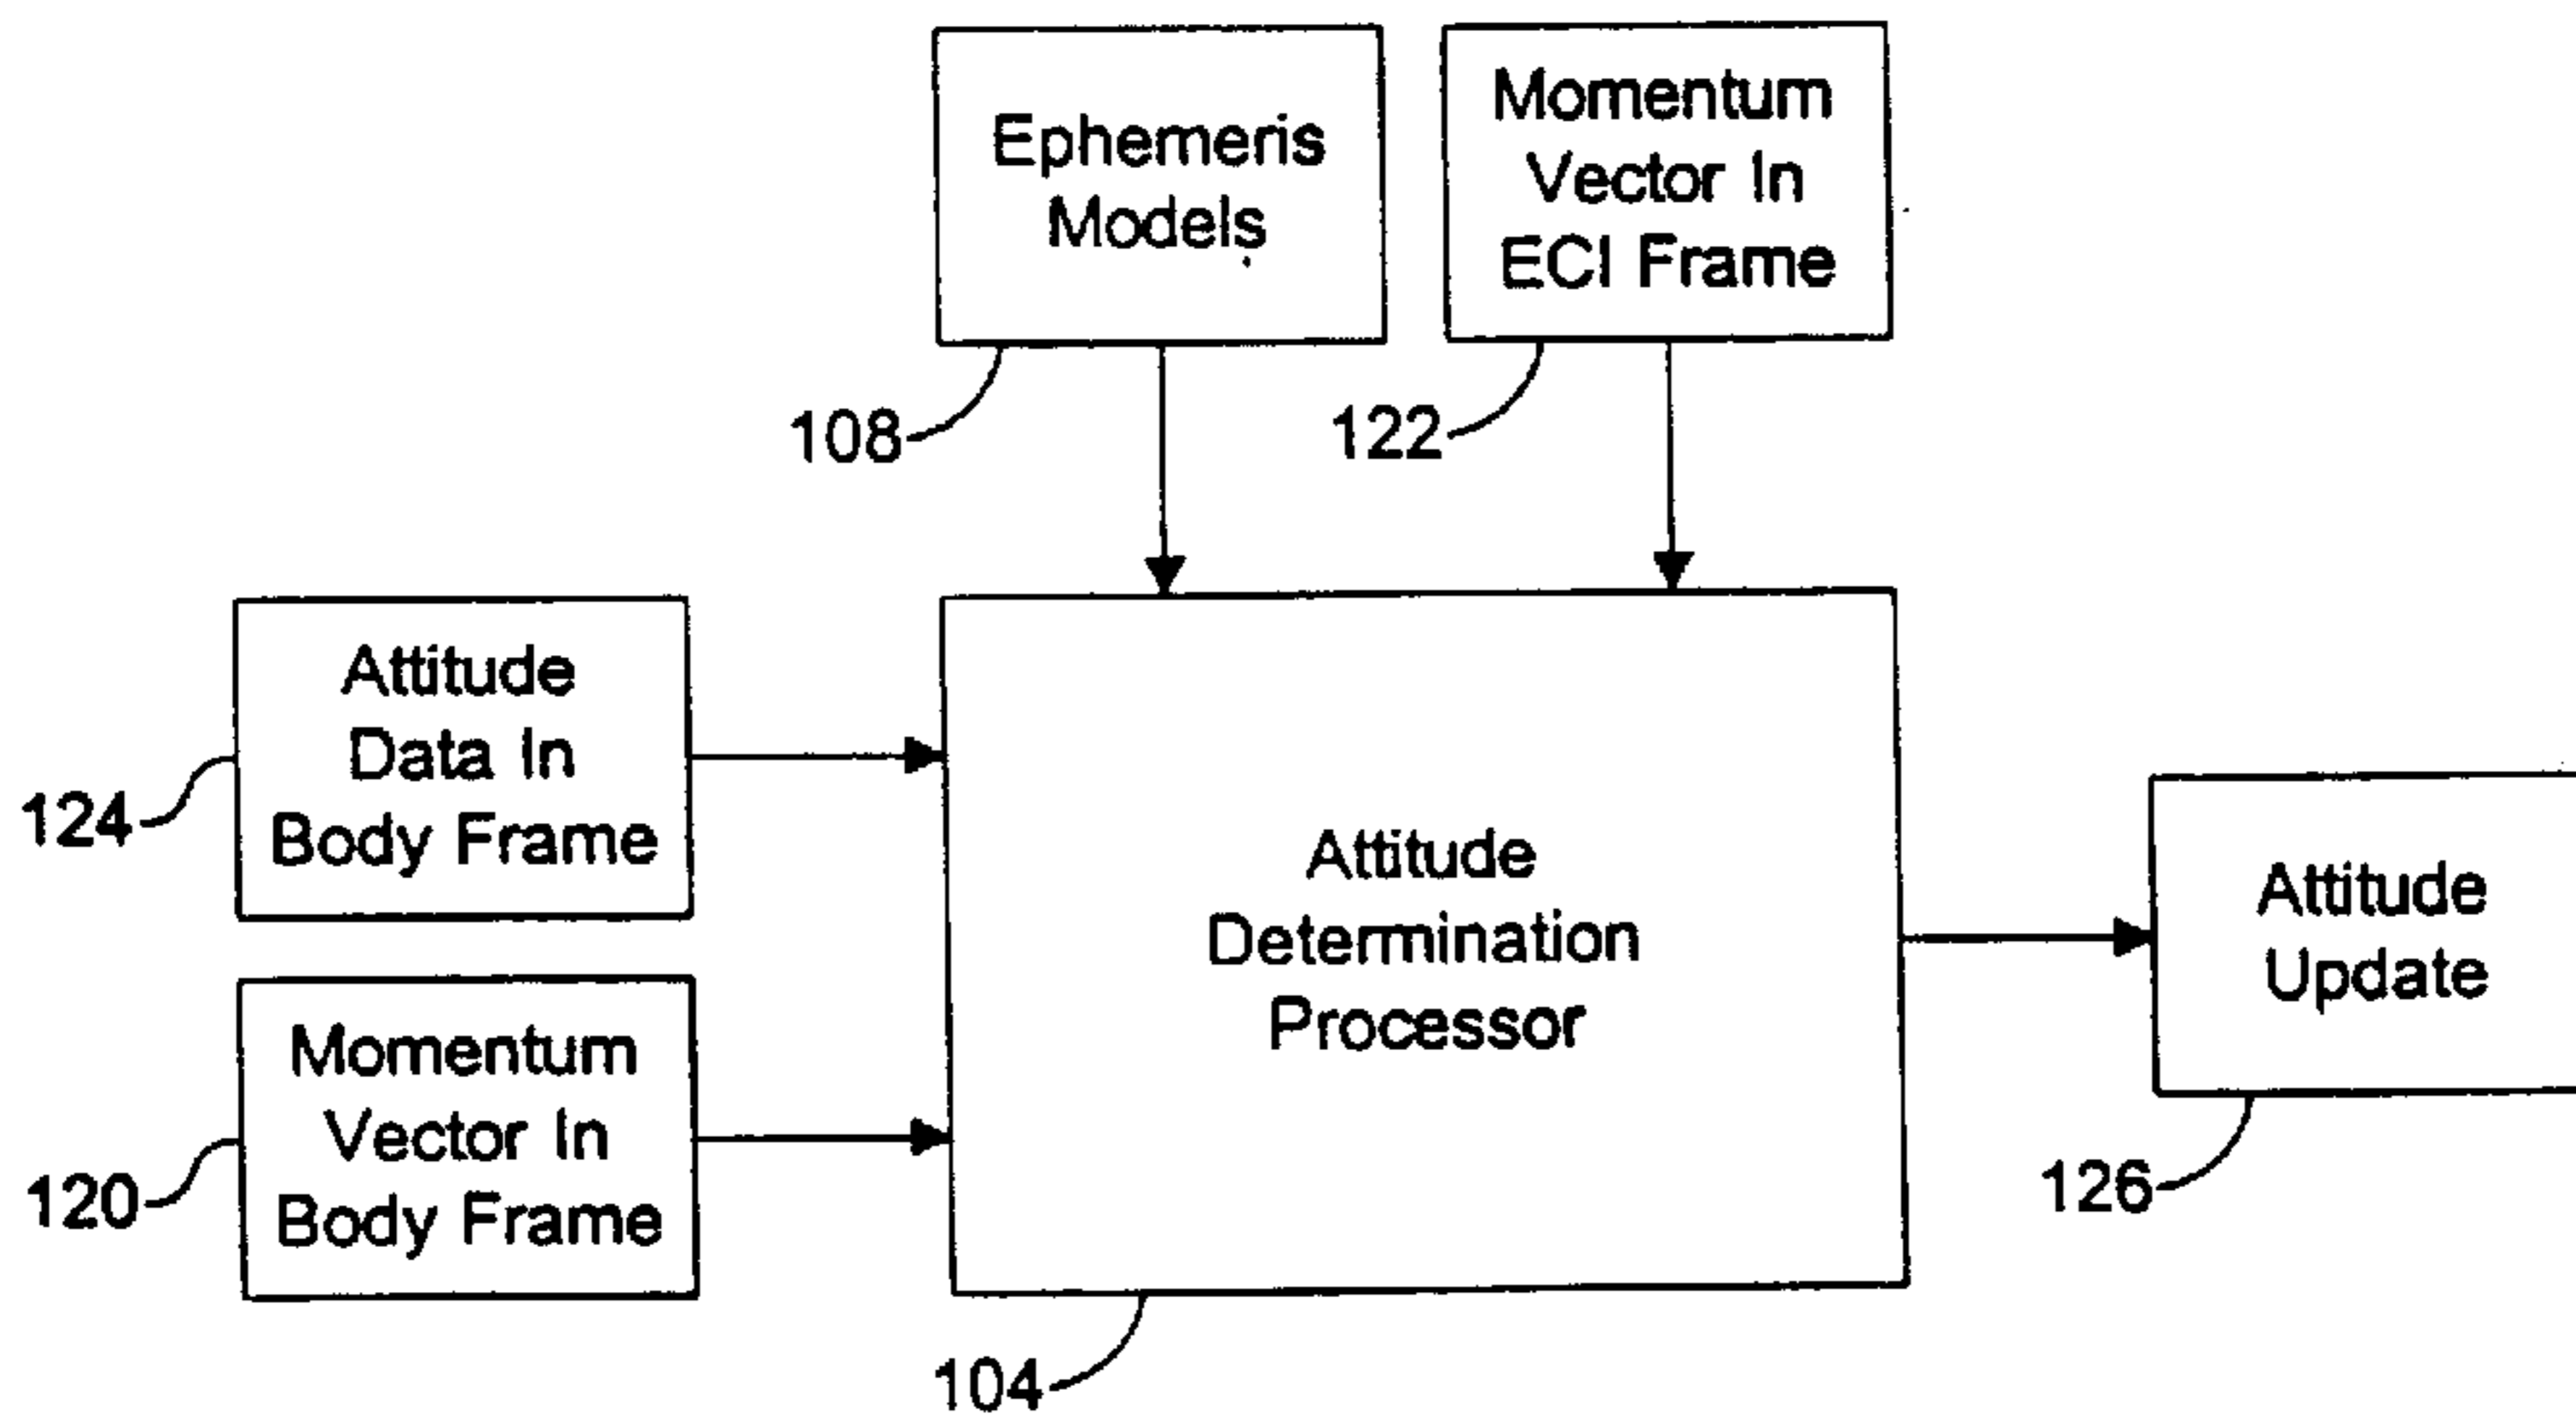 Ephemeris
Models
Momentum
Vector In
ECI Frame
108
122
Attitude
Data In
Body Frame
124
Attitude
Determination
Processor
Attitude
Update
Momentum
Vector In
Body Frame
120
126
104